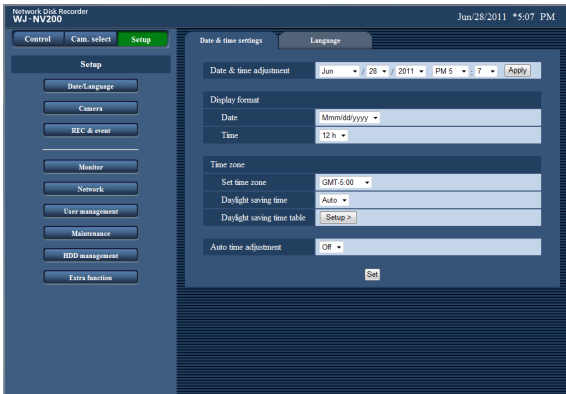 Network Disk Recorder
WJ-NV200
Jun/28/2011 *5:07 PM
Control Cam. select Setup
Setup
Date/Language
Camera
REC & event
Monitor
Network
User management
Maintenance
HDD management
Extra function
Date & time settings Language
Date & time adjustment Jun / 28 / 2011 PM 5 : 7 Apply
Display format
Date Mmm/dd/yyyy
Time 12 h
Time zone
Set time zone GMT-5:00
Daylight saving time Auto
Daylight saving time table Setup >
Auto time adjustment Off
Set